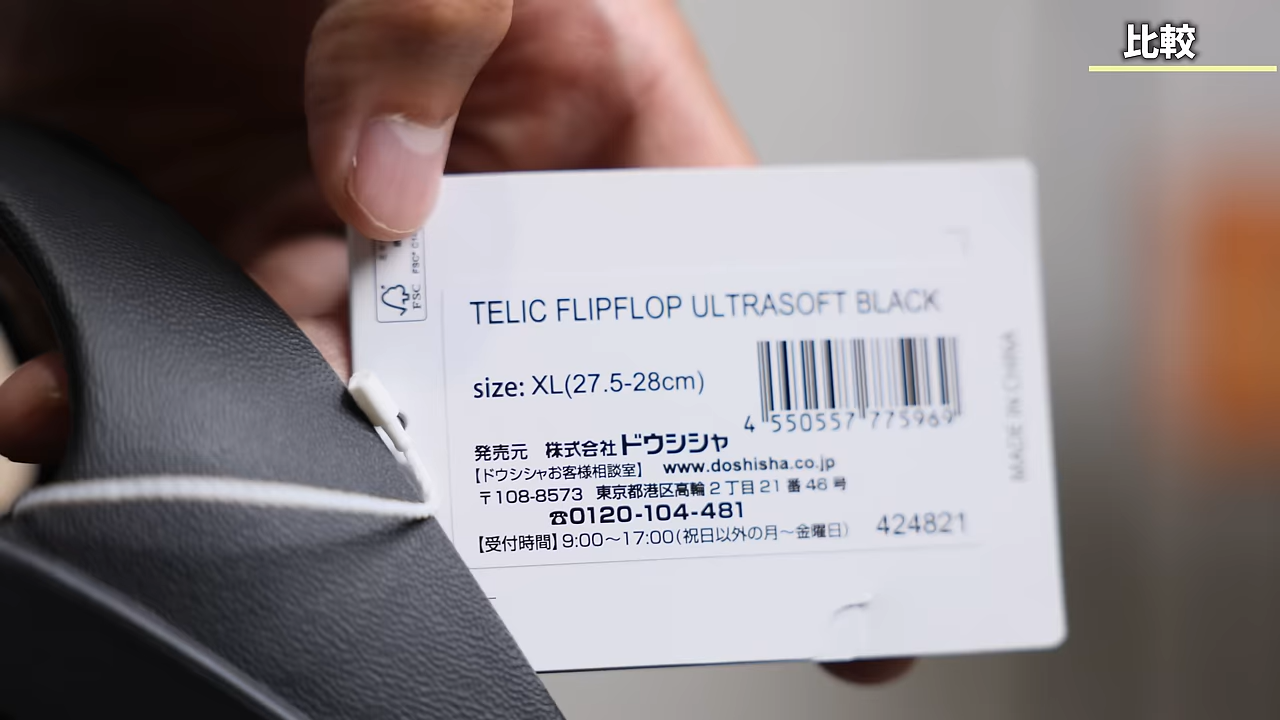 比較
FSC
TELIC FLIPFLOP ULTRASOFT BLACK
size: XL(27.5-28cm)
4 550557 775969
発売元 株式会社ドウシシャ
【ドウシシャお客様相談室】 www.doshisha.co.jp
〒108-8573 東京都港区高輪2丁目21番46号
☎0120-104-481
【受付時間】9:00～17:00(祝日以外の月～金曜日)
424821
MADE IN CHINA